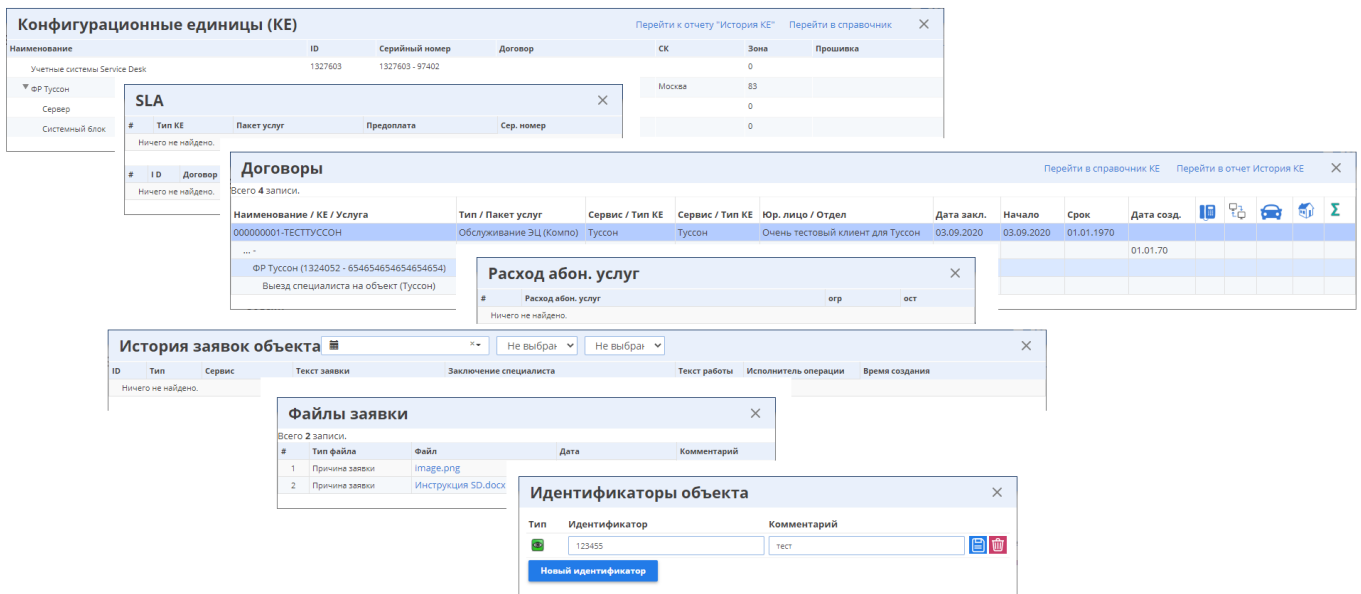 Конфигурационные единицы (КЕ) Перейти к отчету "История КЕ" Перейти в справочник
Наименование ID Серийный номер Договор СК Зона Прошивка
Учетные системы Service Desk 1327603 1327603 - 97402 0
ФР Туссон Москва 83
Сервер 0
Системный блок 0
SLA
# Тип КЕ Пакет услуг Предоплата Сер. номер
Ничего не найдено.
# ID Договор
Ничего не найдено.
Договоры Перейти в справочник КЕ Перейти в отчет История КЕ
Всего 4 записи.
Наименование / КЕ / Услуга Тип / Пакет услуг Сервис / Тип КЕ Сервис / Тип КЕ Юр. лицо / Отдел Дата закл. Начало Срок Дата созд. Σ
000000001-ТЕСТТУССОН Обслуживание ЭЦ (Компо) Туссон Туссон Очень тестовый клиент для Туссон 03.09.2020 03.09.2020 01.01.1970
... - 01.01.70
ФР Туссон (1324052 - 654654654654654654)
Выезд специалиста на объект (Туссон)
Расход абон. услуг
# Расход абон. услуг огр ост
Ничего не найдено.
История заявок объекта Не выбран Не выбран
ID Тип Сервис Текст заявки Заключение специалиста Текст работы Исполнитель операции Время создания
Ничего не найдено.
Файлы заявки
Всего 2 записи.
# Тип файла Файл Дата Комментарий
1 Причина заявки image.png
2 Причина заявки Инструкция SD.docx
Идентификаторы объекта
Тип Идентификатор Комментарий
123455 тест
Новый идентификатор